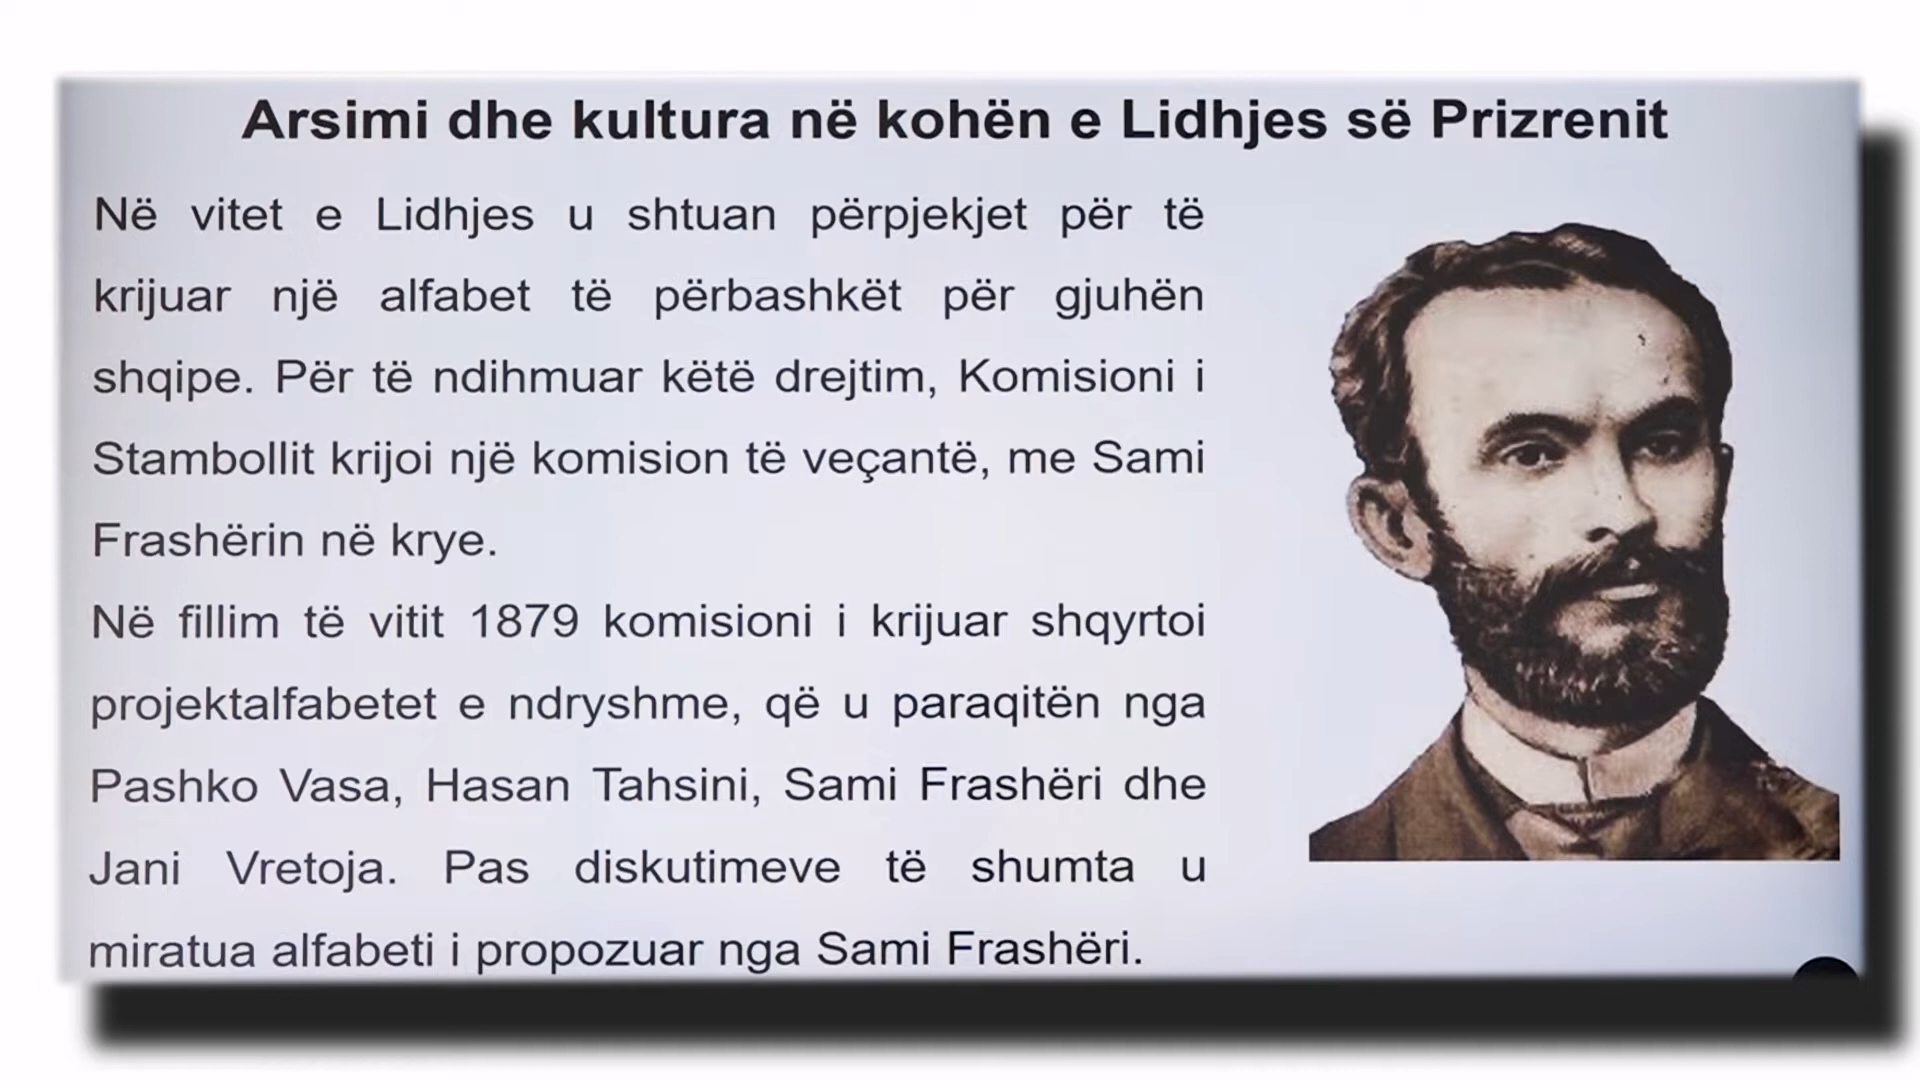 Arsimi dhe kultura në kohën e Lidhjes së Prizrenit
Në vitet e Lidhjes u shtuan përpjekjet për të
krijuar një alfabet të përbashkët për gjuhën
shqipe. Për të ndihmuar këtë drejtim, Komisioni i
Stambollit krijoi një komision të veçantë, me Sami
Frashërin në krye.
Në fillim të vitit 1879 komisioni i krijuar shqyrtoi
projektalfabetet e ndryshme, që u paraqitën nga
Pashko Vasa, Hasan Tahsini, Sami Frashëri dhe
Jani Vretoja. Pas diskutimeve të shumta u
miratua alfabeti i propozuar nga Sami Frashëri.